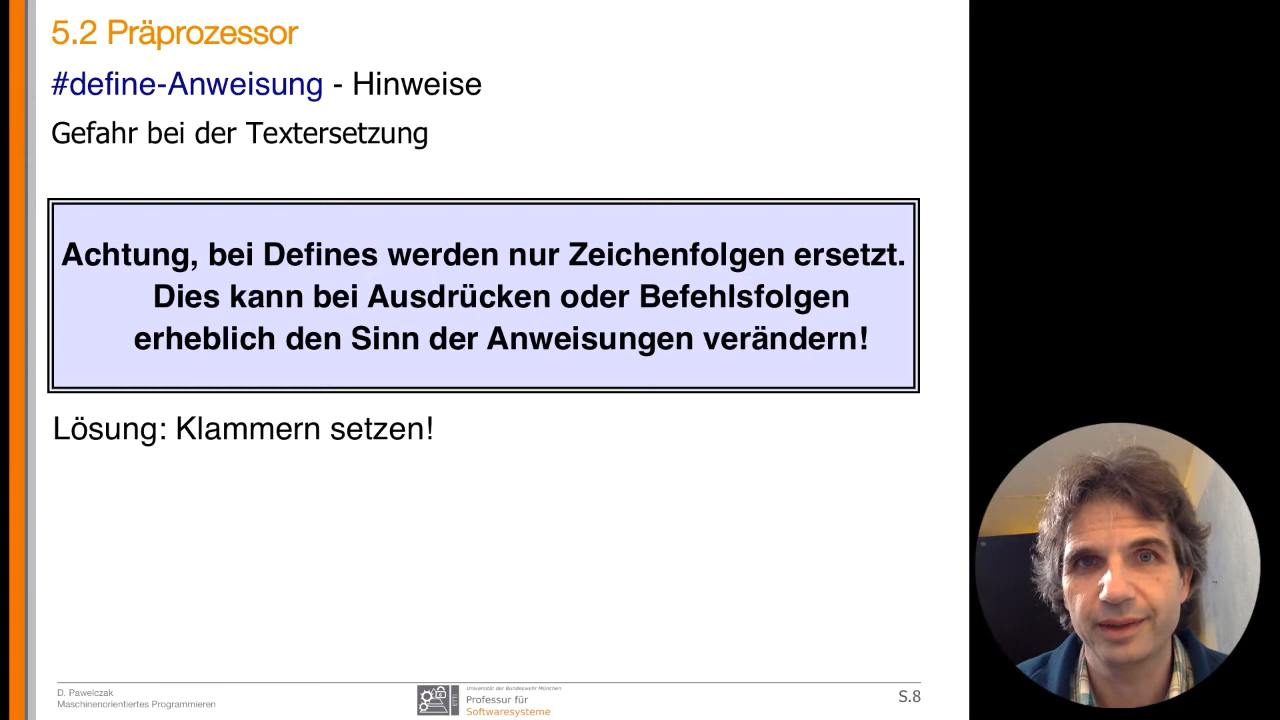 5.2 Präprozessor
#define-Anweisung - Hinweise
Gefahr bei der Textersetzung
Achtung, bei Defines werden nur Zeichenfolgen ersetzt.
Dies kann bei Ausdrücken oder Befehlsfolgen
erheblich den Sinn der Anweisungen verändern!
Lösung: Klammern setzen!
D. Pawelczak
Maschinenorientiertes Programmieren
Universität der Bundeswehr München
Professur für
Softwaresysteme
S.8